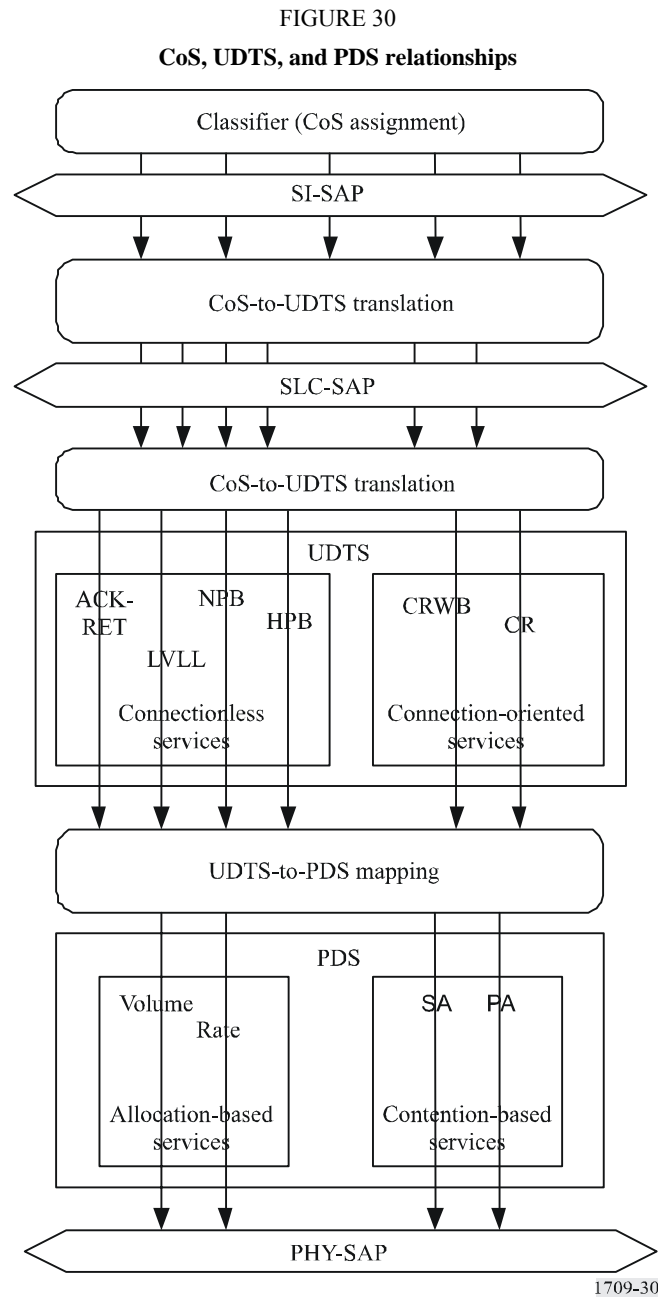 FIGURE 30
CoS, UDTS, and PDS relationships
Classifier (CoS assignment)
SI-SAP
CoS-to-UDTS translation
SLC-SAP
CoS-to-UDTS translation
UDTS
ACK-
RET
LVLL
NPB
HPB
Connectionless
services
CRWB
CR
Connection-oriented
services
UDTS-to-PDS mapping
PDS
Volume
Rate
Allocation-based
services
SA
PA
Contention-based
services
PHY-SAP
1709-30